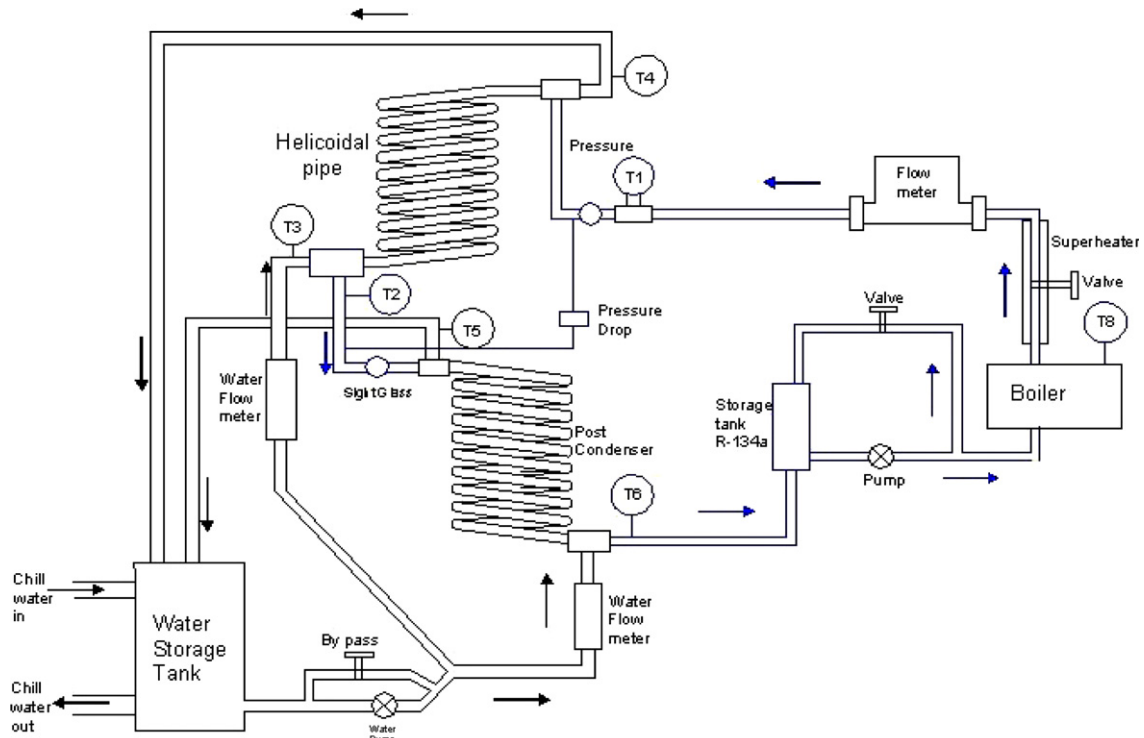 T4
Helicoidal
pipe
Pressure
T1
Flow
meter
T3
Superheater
T2
Valve
Valve
Pressure
Drop
T8
T5
Water
Flow
meter
SightGlass
Boiler
Storage
tank
R-134a
Post
Condenser
Pump
T6
Chill
water
in
Water
Storage
Tank
Water
Flow
meter
By pass
Chill
water
out
Water